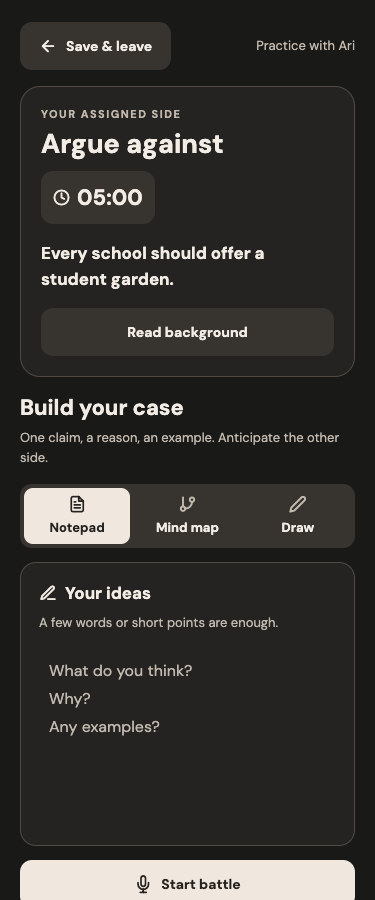 Save & leave
Practice with Ari
YOUR ASSIGNED SIDE
Argue against
05:00
Every school should offer a
student garden.
Read background
Build your case
One claim, a reason, an example. Anticipate the other
side.
Notepad
Mind map
Draw
Your ideas
A few words or short points are enough.
What do you think?
Why?
Any examples?
Start battle